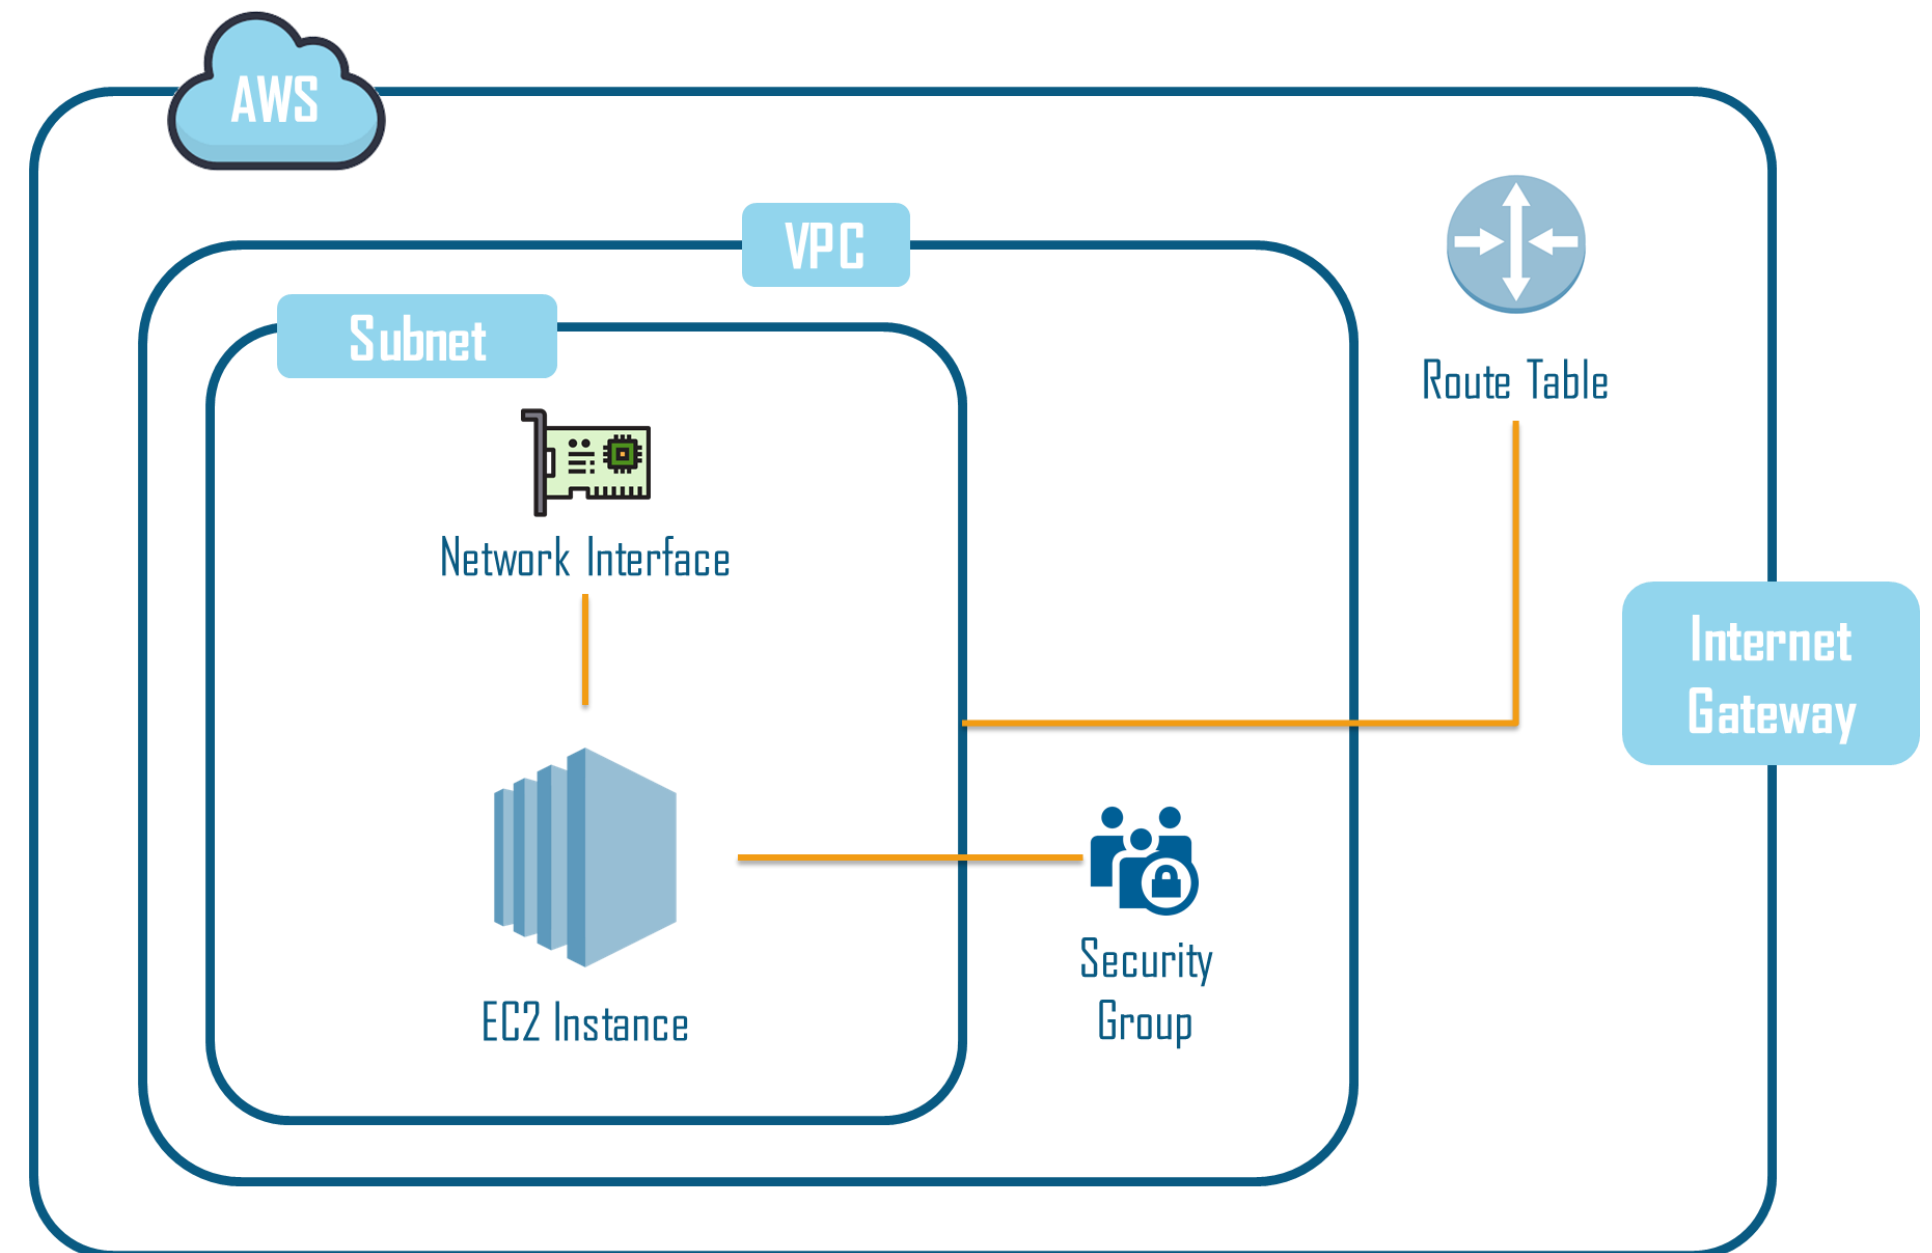 AWS
VPC
Subnet
Route Table
Network Interface
Internet
Gateway
Security
Group
EC2 Instance